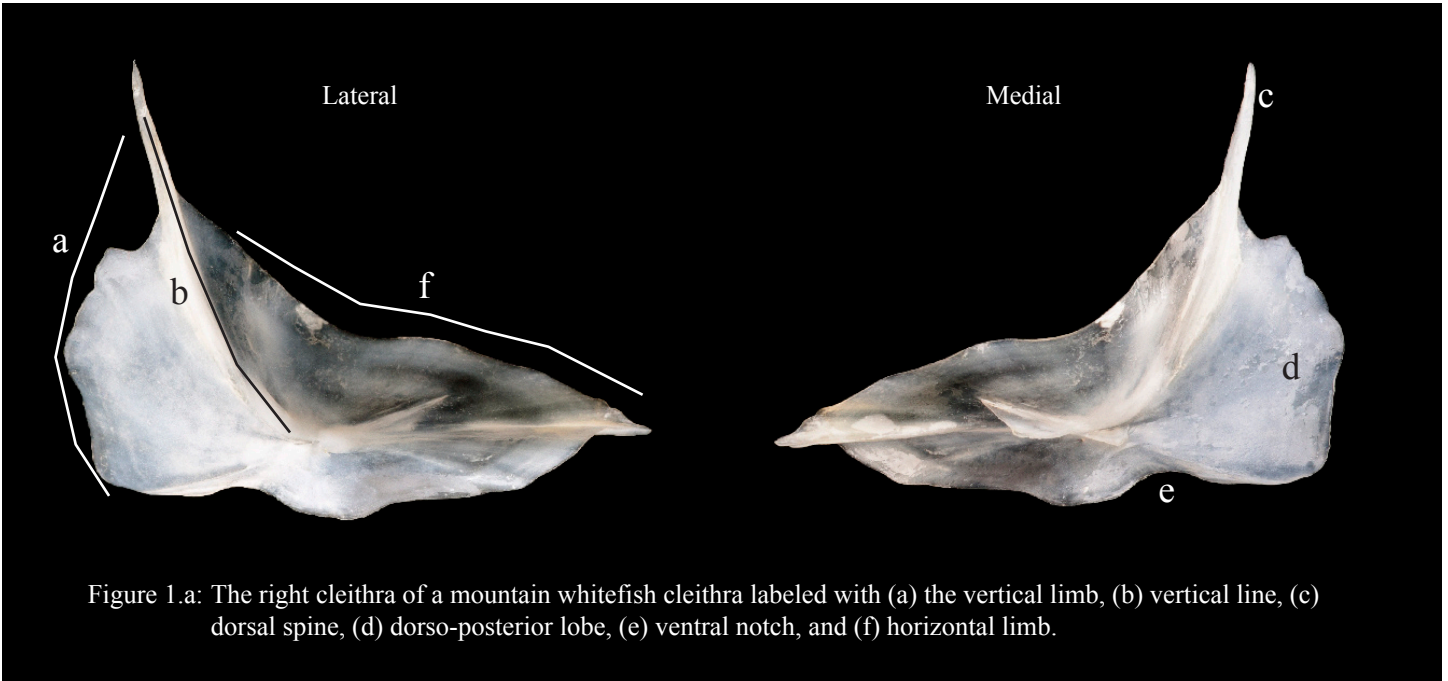 Lateral
Medial
c
a
f
b
d
e
Figure 1.a: The right cleithra of a mountain whitefish cleithra labeled with (a) the vertical limb, (b) vertical line, (c)
dorsal spine, (d) dorso-posterior lobe, (e) ventral notch, and (f) horizontal limb.